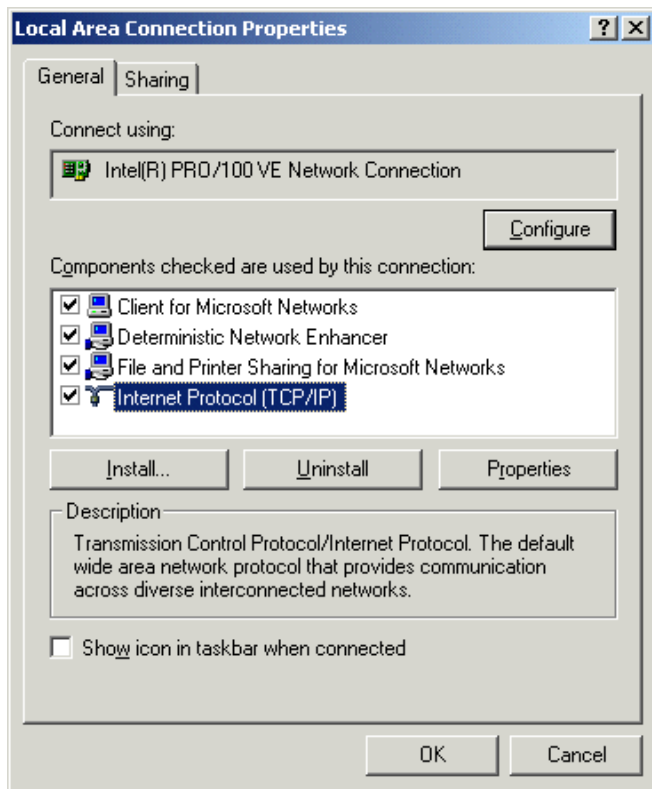 Local Area Connection Properties
General Sharing
Connect using:
Intel(R) PRO/100 VE Network Connection
Configure
Components checked are used by this connection:
Client for Microsoft Networks
Deterministic Network Enhancer
File and Printer Sharing for Microsoft Networks
Internet Protocol (TCP/IP)
Install... Uninstall Properties
Description
Transmission Control Protocol/Internet Protocol. The default
wide area network protocol that provides communication
across diverse interconnected networks.
Show icon in taskbar when connected
OK Cancel